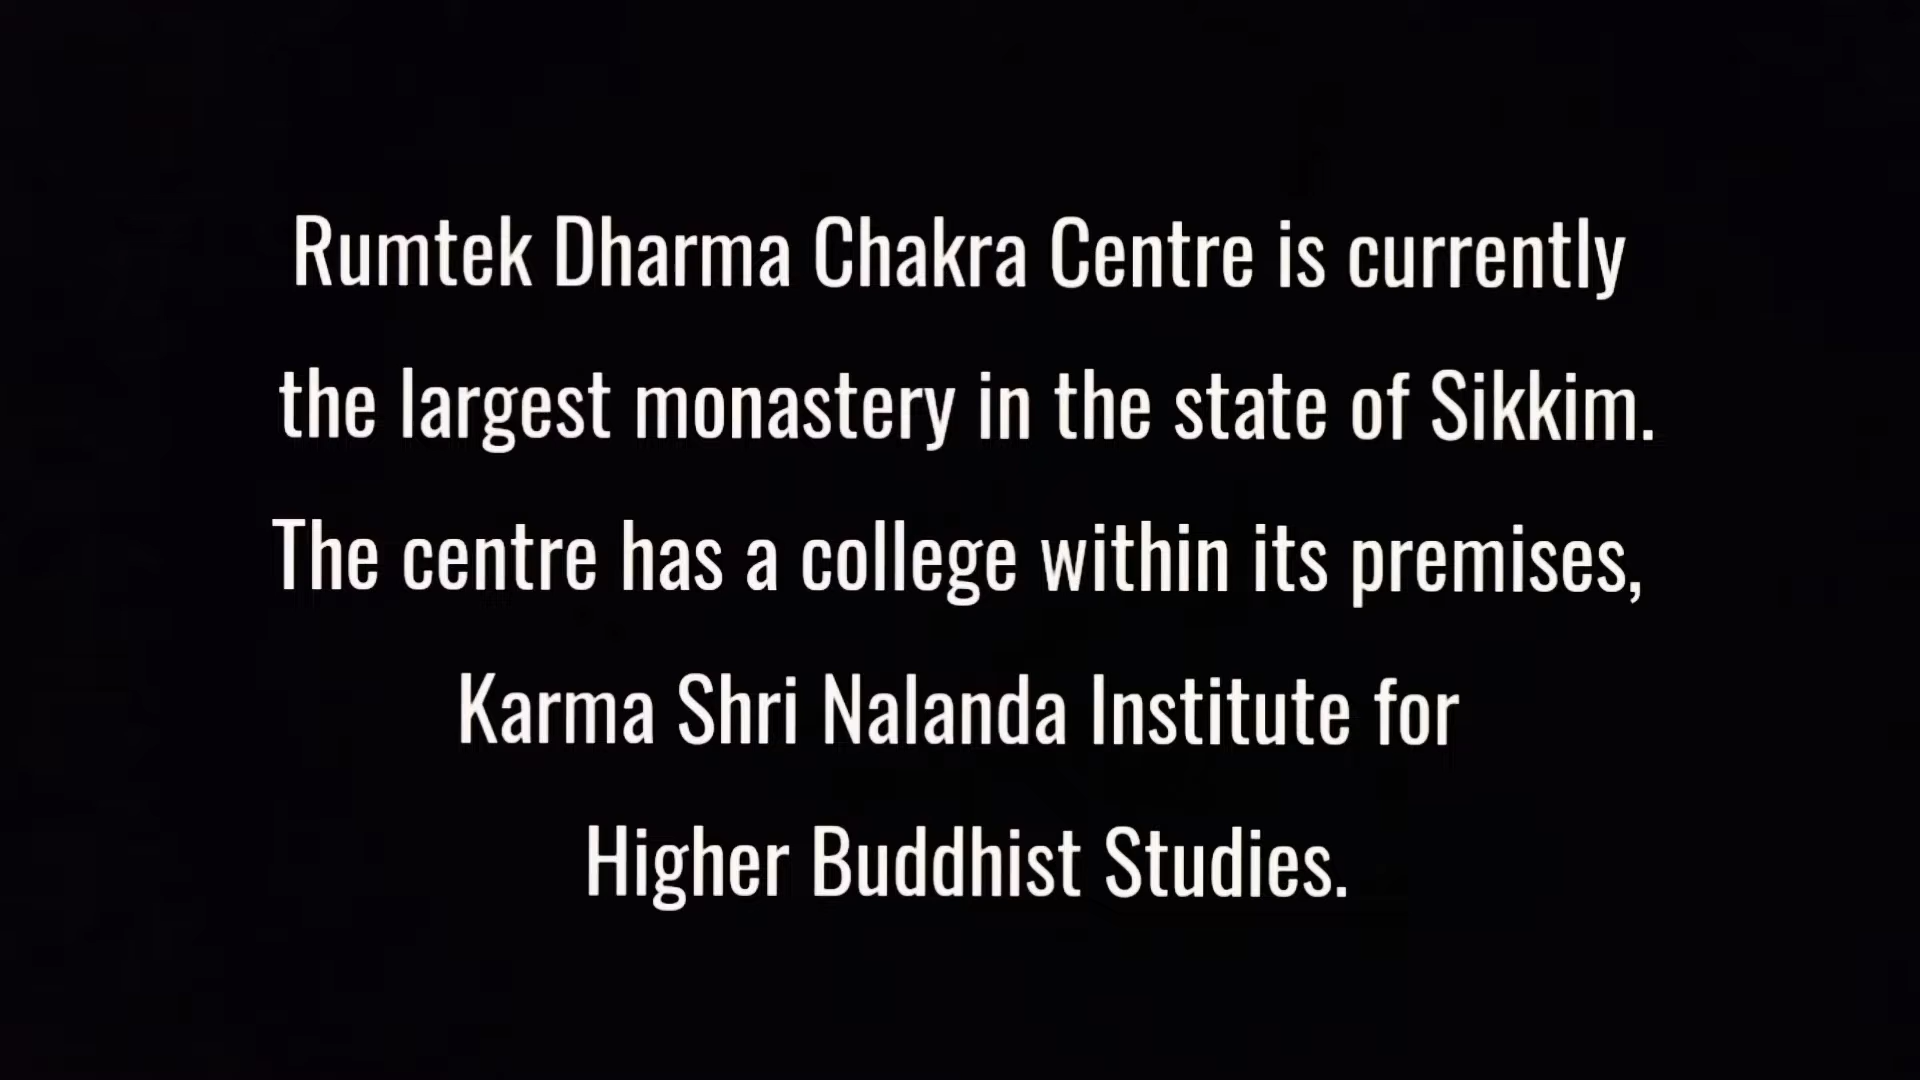 Rumtek Dharma Chakra Centre is currently
the largest monastery in the state of Sikkim.
The centre has a college within its premises,
Karma Shri Nalanda Institute for
Higher Buddhist Studies.